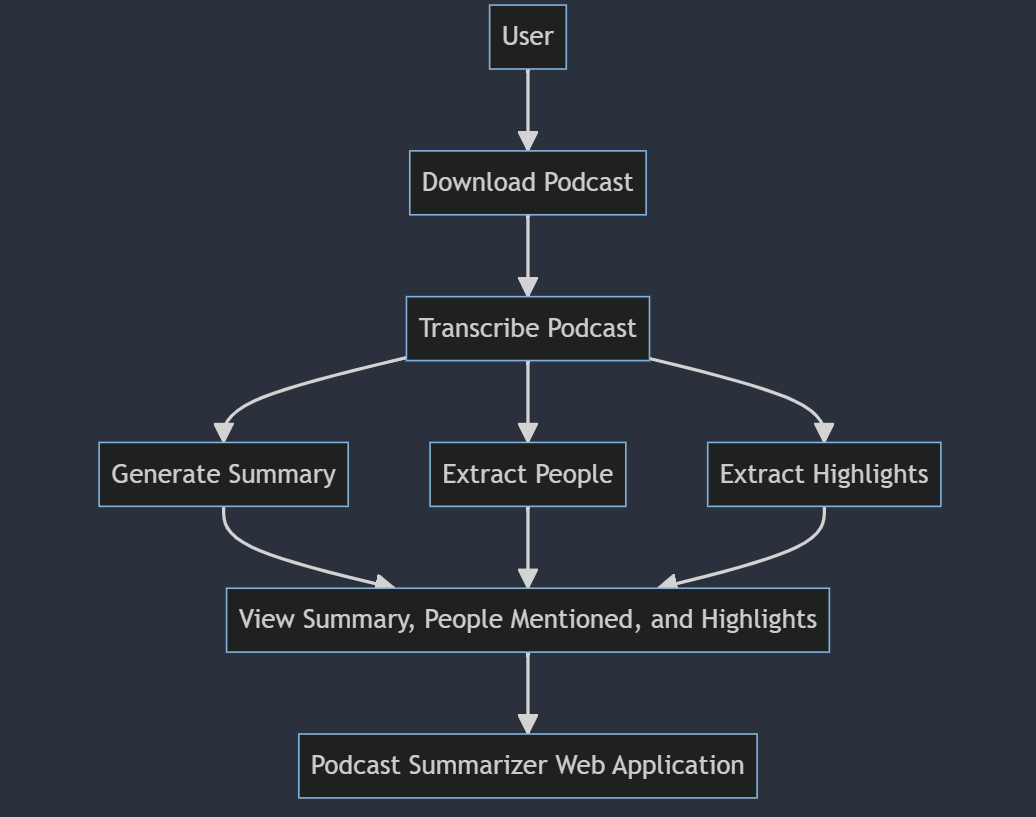 User
Download Podcast
Transcribe Podcast
Generate Summary
Extract People
Extract Highlights
View Summary, People Mentioned, and Highlights
Podcast Summarizer Web Application